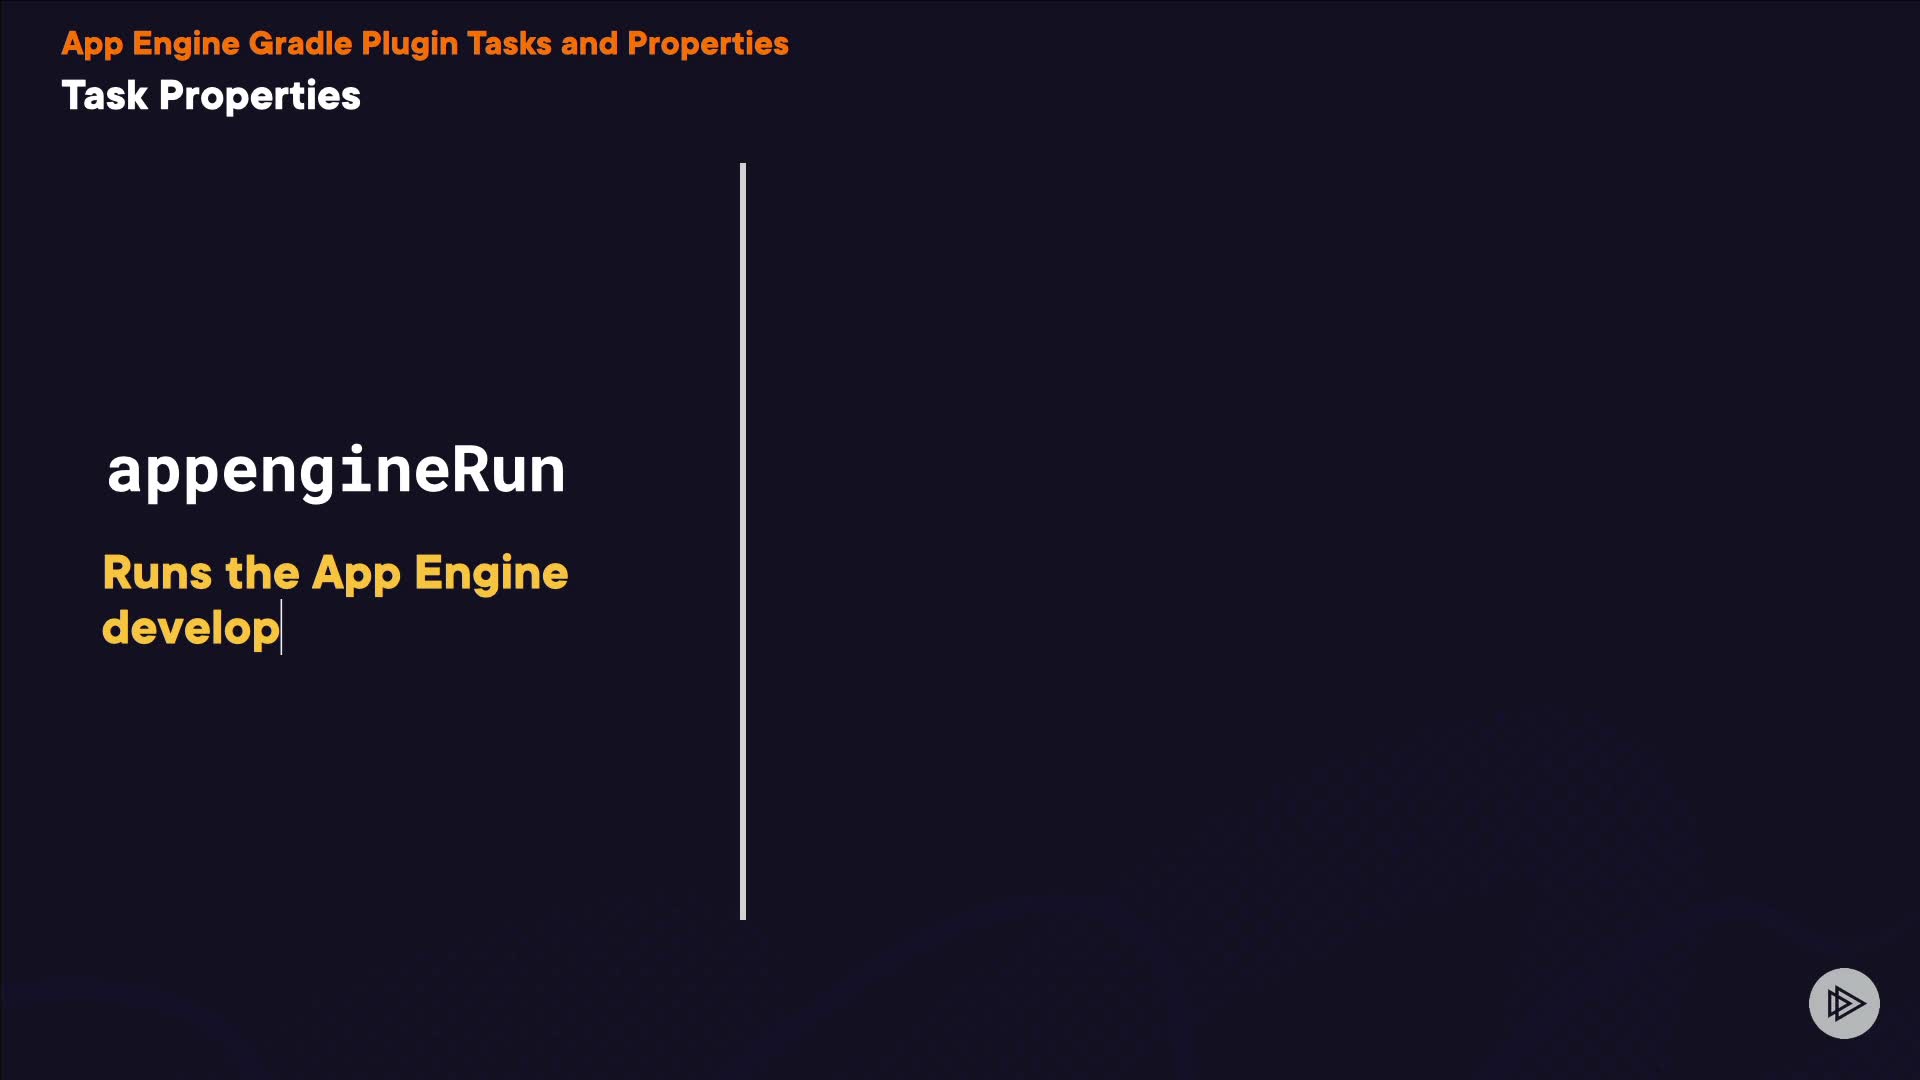 App Engine Gradle Plugin Tasks and Properties
Task Properties
appengineRun
Runs the App Engine
develop